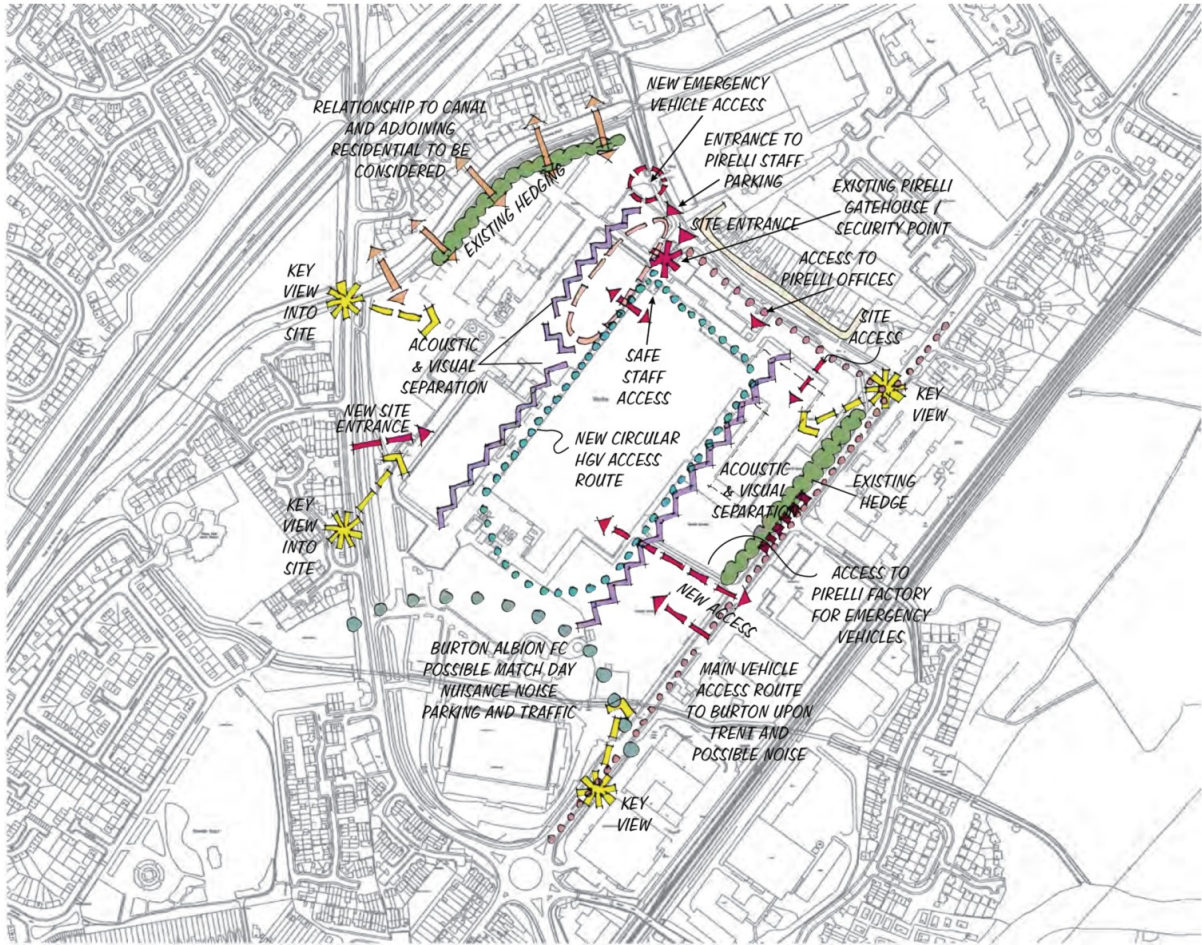 NEW EMERGENCY
VEHICLE ACCESS
RELATIONSHIP TO CANAL
AND ADJOINING
RESIDENTIAL TO BE
CONSIDERED
ENTRANCE TO
PIRELLI STAFF
PARKING
EXISTING PIRELLI
GATEHOUSE /
SECURITY POINT
EXISTING HEDGING
SITE ENTRANCE
ACCESS TO
PIRELLI OFFICES
KEY
VIEW
INTO
SITE
SITE
ACCESS
ACOUSTIC
& VISUAL
SEPARATION
SAFE
STAFF
ACCESS
KEY
VIEW
NEW SITE
ENTRANCE
NEW CIRCULAR
HGV ACCESS
ROUTE
ACOUSTIC
& VISUAL
SEPARATION
EXISTING
HEDGE
KEY
VIEW
INTO
SITE
ACCESS TO
PIRELLI FACTORY
FOR EMERGENCY
VEHICLES
NEW ACCESS
BURTON ALBION FC
POSSIBLE MATCH DAY
NUISANCE NOISE
PARKING AND TRAFFIC
MAIN VEHICLE
ACCESS ROUTE
TO BURTON UPON
TRENT AND
POSSIBLE NOISE
KEY
VIEW